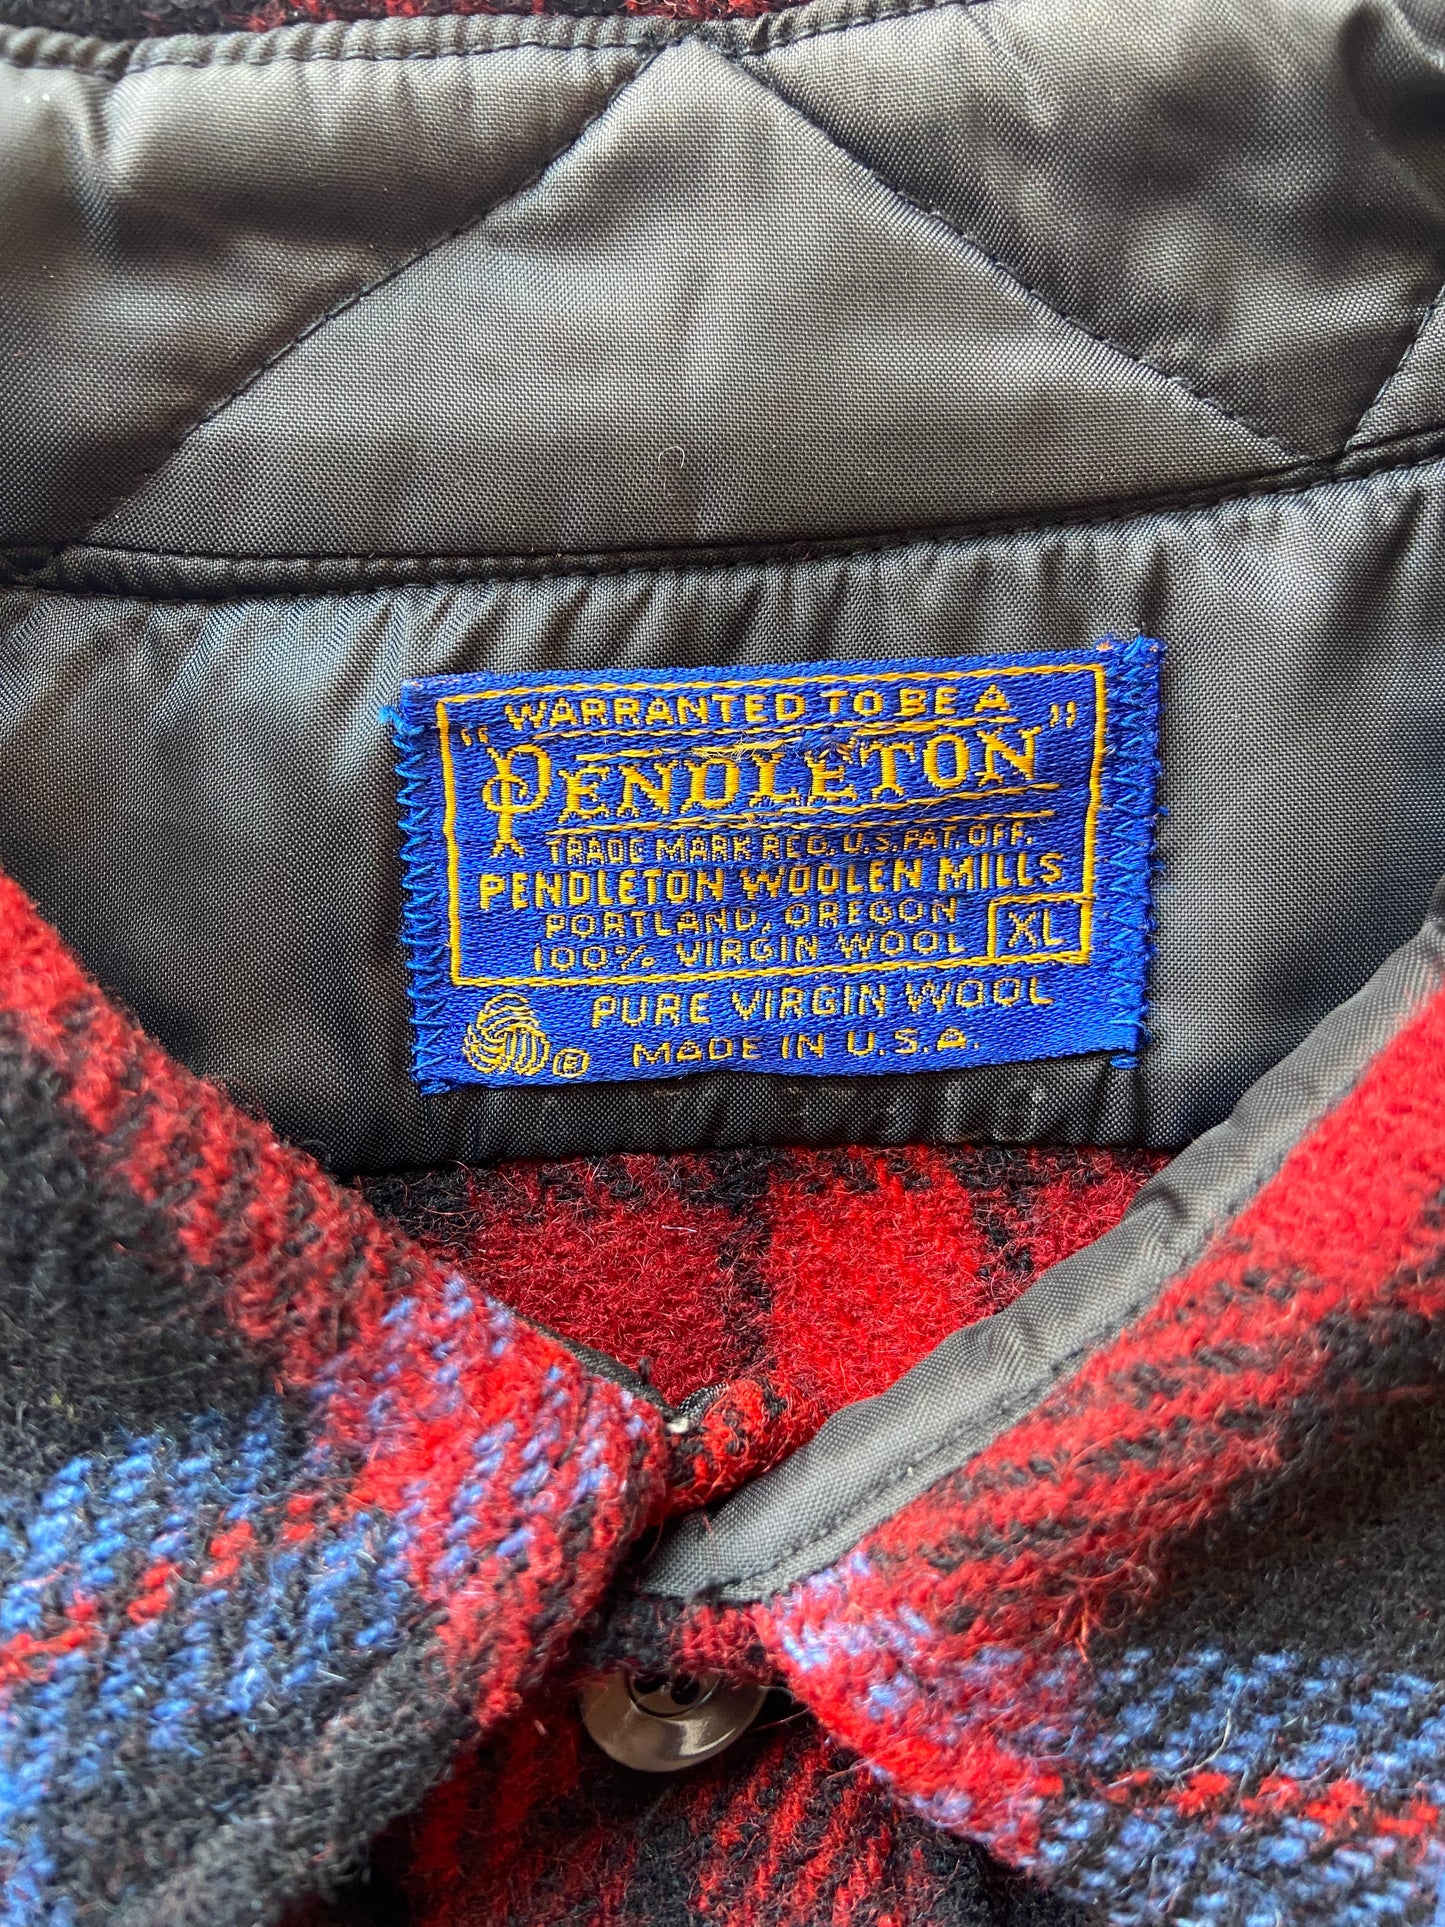 WARRANTED TO BE A
"PENDLETON"
TRADE MARK REG. U.S. PAT. OFF.
PENDLETON WOOLEN MILLS
PORTLAND, OREGON
100% VIRGIN WOOL XL
PURE VIRGIN WOOL
® MADE IN U.S.A.